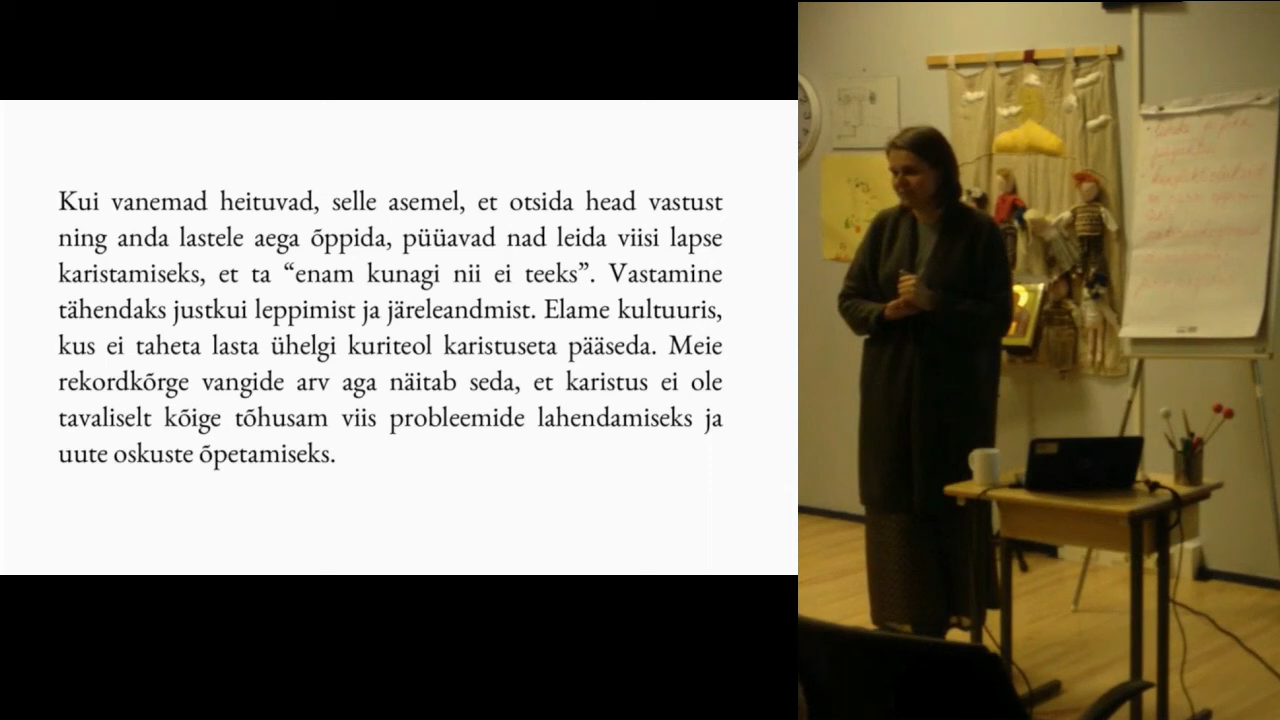 Kui vanemad heituvad, selle asemel, et otsida head vastust
ning anda lastele aega õppida, püüavad nad leida viisi lapse
karistamiseks, et ta “enam kunagi nii ei teeks”. Vastamine
tähendaks justkui leppimist ja järeleandmist. Elame kultuuris,
kus ei taheta lasta ühelgi kuriteol karistuseta pääseda. Meie
rekordkõrge vangide arv aga näitab seda, et karistus ei ole
tavaliselt kõige tõhusam viis probleemide lahendamiseks ja
uute oskuste õpetamiseks.